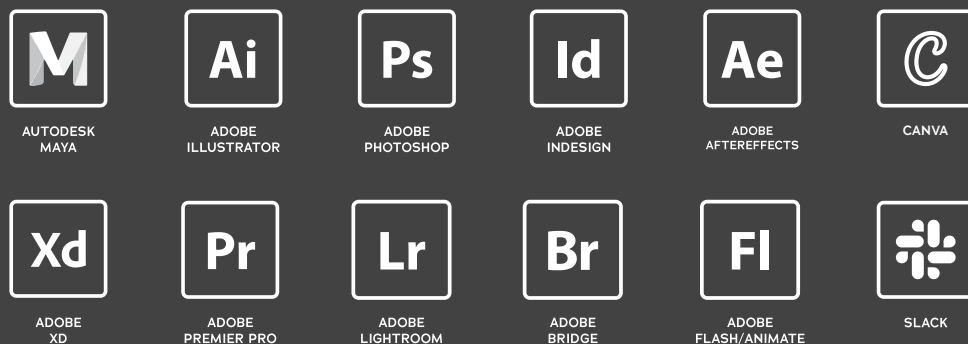 M Ai Ps Id Ae C
AUTODESK ADOBE ADOBE ADOBE ADOBE CANVA
MAYA ILLUSTRATOR PHOTOSHOP INDESIGN AFTEREFFECTS
Xd Pr Lr Br Fl
ADOBE ADOBE ADOBE ADOBE ADOBE SLACK
XD PREMIER PRO LIGHTROOM BRIDGE FLASH/ANIMATE